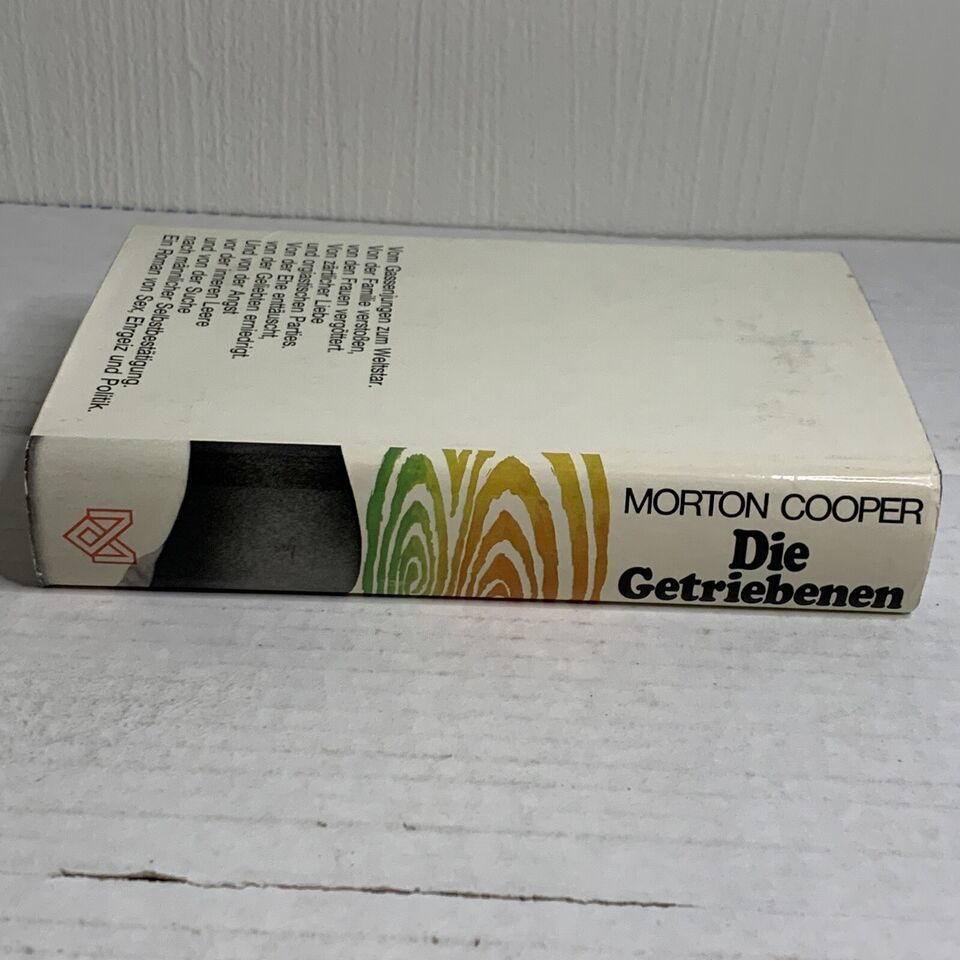 Vom Gassenjungen zum Weltstar.
Von der Familie verstoßen,
von den Frauen vergöttert.
Von zärtlicher Liebe
und orgiastischen Parties.
Von der Ehe enttäuscht,
von der Geliebten erniedrigt.
Und von der Angst
vor der inneren Leere
und von der Suche
nach männlicher Selbstbestätigung.
Ein Roman von Sex, Ehrgeiz und Politik.
MORTON COOPER
Die
Getriebenen